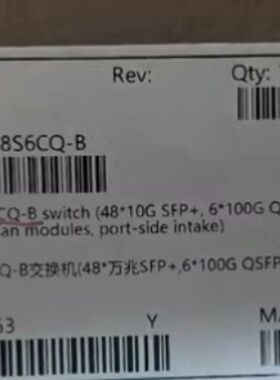 Rev: Qty:
8S6CQ-B
CQ-B switch (48*10G SFP+, 6*100G Q
an modules, port-side intake)
Q-B交换机(48*万兆SFP+,6*100G QSFP
63 Y MA